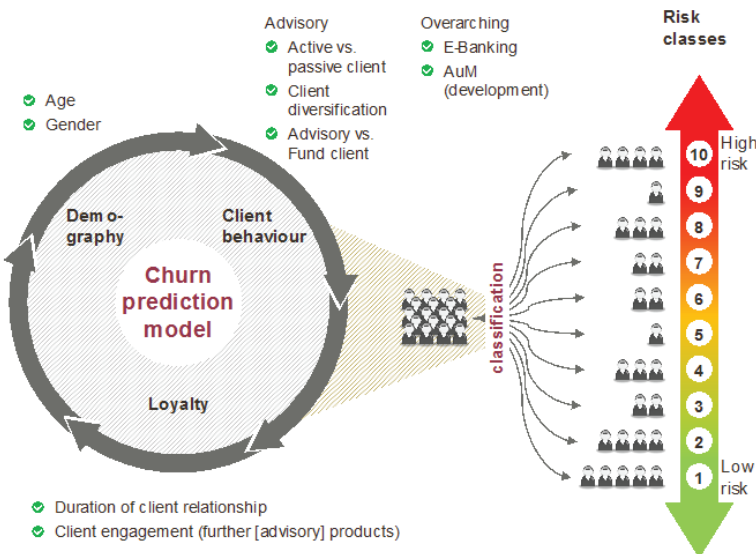 Advisory
Active vs.
passive client
Client
diversification
Advisory vs.
Fund client
Overarching
E-Banking
AuM
(development)
Risk
classes
Age
Gender
Demo-
graphy
Client
behaviour
Churn
prediction
model
Loyalty
classification
10
High
risk
9
8
7
6
5
4
3
2
1
Low
risk
Duration of client relationship
Client engagement (further [advisory] products)